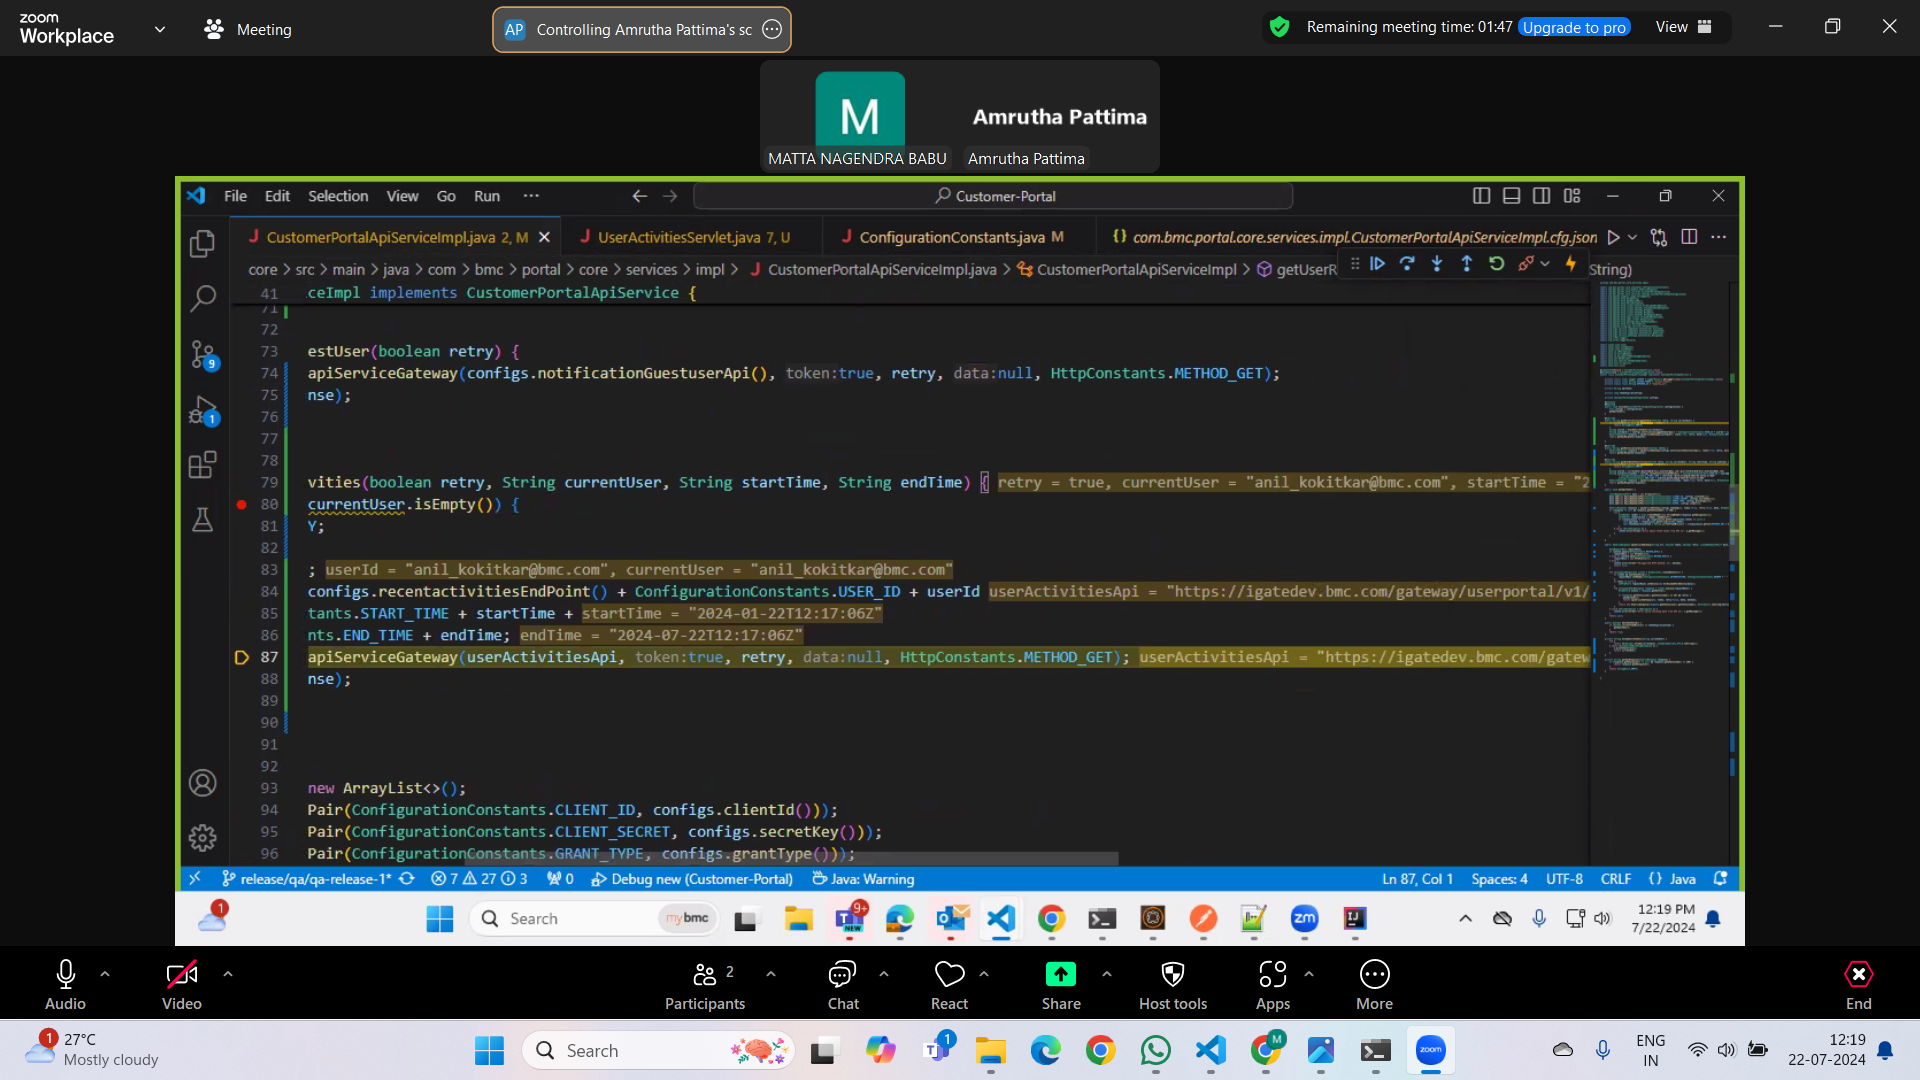 zoom
Workplace
Meeting
AP Controlling Amrutha Pattima's sc
Remaining meeting time: 01:47 Upgrade to pro
View
M
Amrutha Pattima
MATTA NAGENDRA BABU
Amrutha Pattima
File Edit Selection View Go Run ···
Customer-Portal
J CustomerPortalApiServiceImpl.java 2, M
J UserActivitiesServlet.java 7, U
J ConfigurationConstants.java M
{} com.bmc.portal.core.services.impl.CustomerPortalApiServiceImpl.cfg.json
core > src > main > java > com > bmc > portal > core > services > impl > J CustomerPortalApiServiceImpl.java > CustomerPortalApiServiceImpl > getUserR
String)
41 ceImpl implements CustomerPortalApiService {
71
72
73 estUser(boolean retry) {
74 apiServiceGateway(configs.notificationGuestuserApi(), token:true, retry, data:null, HttpConstants.METHOD_GET);
75 nse);
76
77
78
79 vities(boolean retry, String currentUser, String startTime, String endTime) { retry = true, currentUser = "anil_kokitkar@bmc.com", startTime = "2
80 currentUser.isEmpty()) {
81 Y;
82
83 ; userId = "anil_kokitkar@bmc.com", currentUser = "anil_kokitkar@bmc.com"
84 configs.recentactivitiesEndPoint() + ConfigurationConstants.USER_ID + userId userActivitiesApi = "https://igatedev.bmc.com/gateway/userportal/v1/
85 tants.START_TIME + startTime + startTime = "2024-01-22T12:17:06Z"
86 nts.END_TIME + endTime; endTime = "2024-07-22T12:17:06Z"
87 apiServiceGateway(userActivitiesApi, token:true, retry, data:null, HttpConstants.METHOD_GET); userActivitiesApi = "https://igatedev.bmc.com/gatew
88 nse);
89
90
91
92
93 new ArrayList<>();
94 Pair(ConfigurationConstants.CLIENT_ID, configs.clientId()));
95 Pair(ConfigurationConstants.CLIENT_SECRET, configs.secretKey()));
96 Pair(ConfigurationConstants.GRANT_TYPE, configs.grantType()));
9
1
release/qa/qa-release-1* 7 27 3 0 Debug new (Customer-Portal) Java: Warning
Ln 87, Col 1 Spaces: 4 UTF-8 CRLF {} Java
1
Search
mybmc
9+
NEW
zm
12:19 PM
7/22/2024
Audio
Video
2
Participants
Chat
React
Share
Host tools
Apps
More
End
1
27°C
Mostly cloudy
Search
1
M
zoom
ENG
IN
12:19
22-07-2024